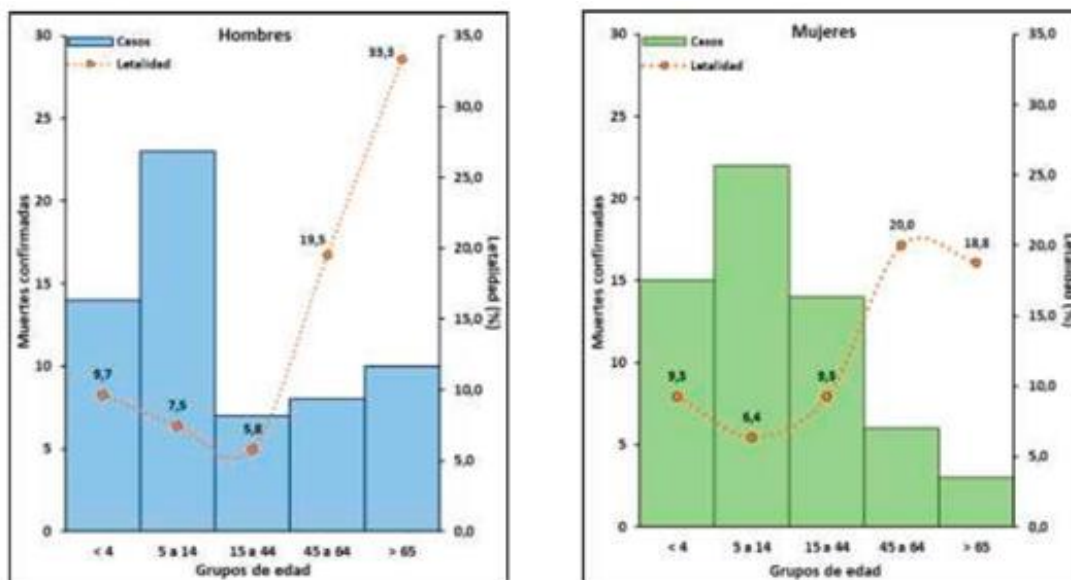 Hombres
Casos
Letalidad
30
25
20
15
10
5
0
Muertes confirmadas
35,0
30,0
25,0
20,0
15,0
10,0
5,0
0,0
Letalidad (%)
9,7
7,5
5,8
19,5
33,3
< 4
5 a 14
15 a 44
45 a 64
> 65
Grupos de edad
Mujeres
Casos
Letalidad
30
25
20
15
10
5
0
Muertes confirmadas
35,0
30,0
25,0
20,0
15,0
10,0
5,0
0,0
Letalidad (%)
9,3
6,4
9,3
20,0
18,8
< 4
5 a 14
15 a 44
45 a 64
> 65
Grupos de edad